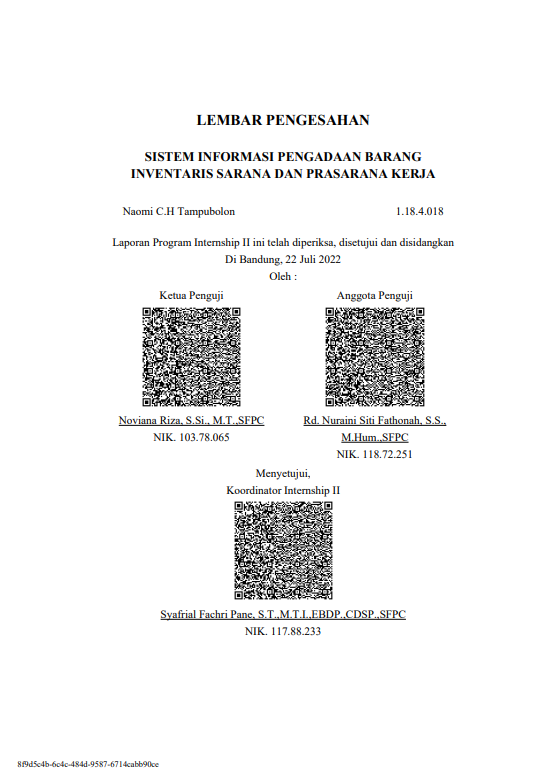 LEMBAR PENGESAHAN
SISTEM INFORMASI PENGADAAN BARANG
INVENTARIS SARANA DAN PRASARANA KERJA
Naomi C.H Tampubolon 1.18.4.018
Laporan Program Internship II ini telah diperiksa, disetujui dan disidangkan
Di Bandung, 22 Juli 2022
Oleh :
Ketua Penguji Anggota Penguji
Noviana Riza, S.Si., M.T.,SFPC
NIK. 103.78.065
Rd. Nuraini Siti Fathonah, S.S.,
M.Hum.,SFPC
NIK. 118.72.251
Menyetujui,
Koordinator Internship II
Syafrial Fachri Pane, S.T.,M.T.I.,EBDP.,CDSP.,SFPC
NIK. 117.88.233
8f9d5c4b-6c4c-484d-9587-6714cabb90ce